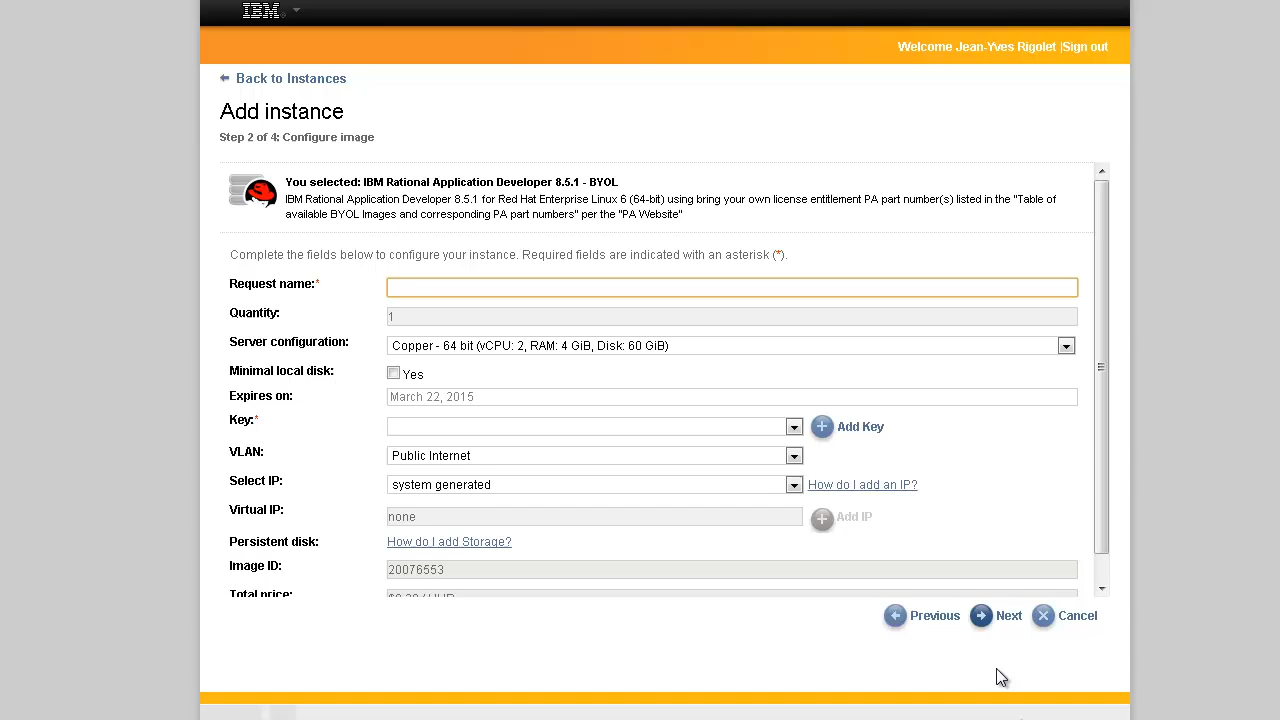 IBM
Welcome Jean-Yves Rigolet |Sign out
Back to Instances
Add instance
Step 2 of 4: Configure image
You selected: IBM Rational Application Developer 8.5.1 - BYOL
IBM Rational Application Developer 8.5.1 for Red Hat Enterprise Linux 6 (64-bit) using bring your own license entitlement PA part number(s) listed in the "Table of
available BYOL Images and corresponding PA part numbers" per the "PA Website"
Complete the fields below to configure your instance. Required fields are indicated with an asterisk (*).
Request name:*
Quantity: 1
Server configuration: Copper - 64 bit (vCPU: 2, RAM: 4 GiB, Disk: 60 GiB)
Minimal local disk: Yes
Expires on: March 22, 2015
Key:* Add Key
VLAN: Public Internet
Select IP: system generated How do I add an IP?
Virtual IP: none Add IP
Persistent disk: How do I add Storage?
Image ID: 20076553
Total price:
Previous Next Cancel